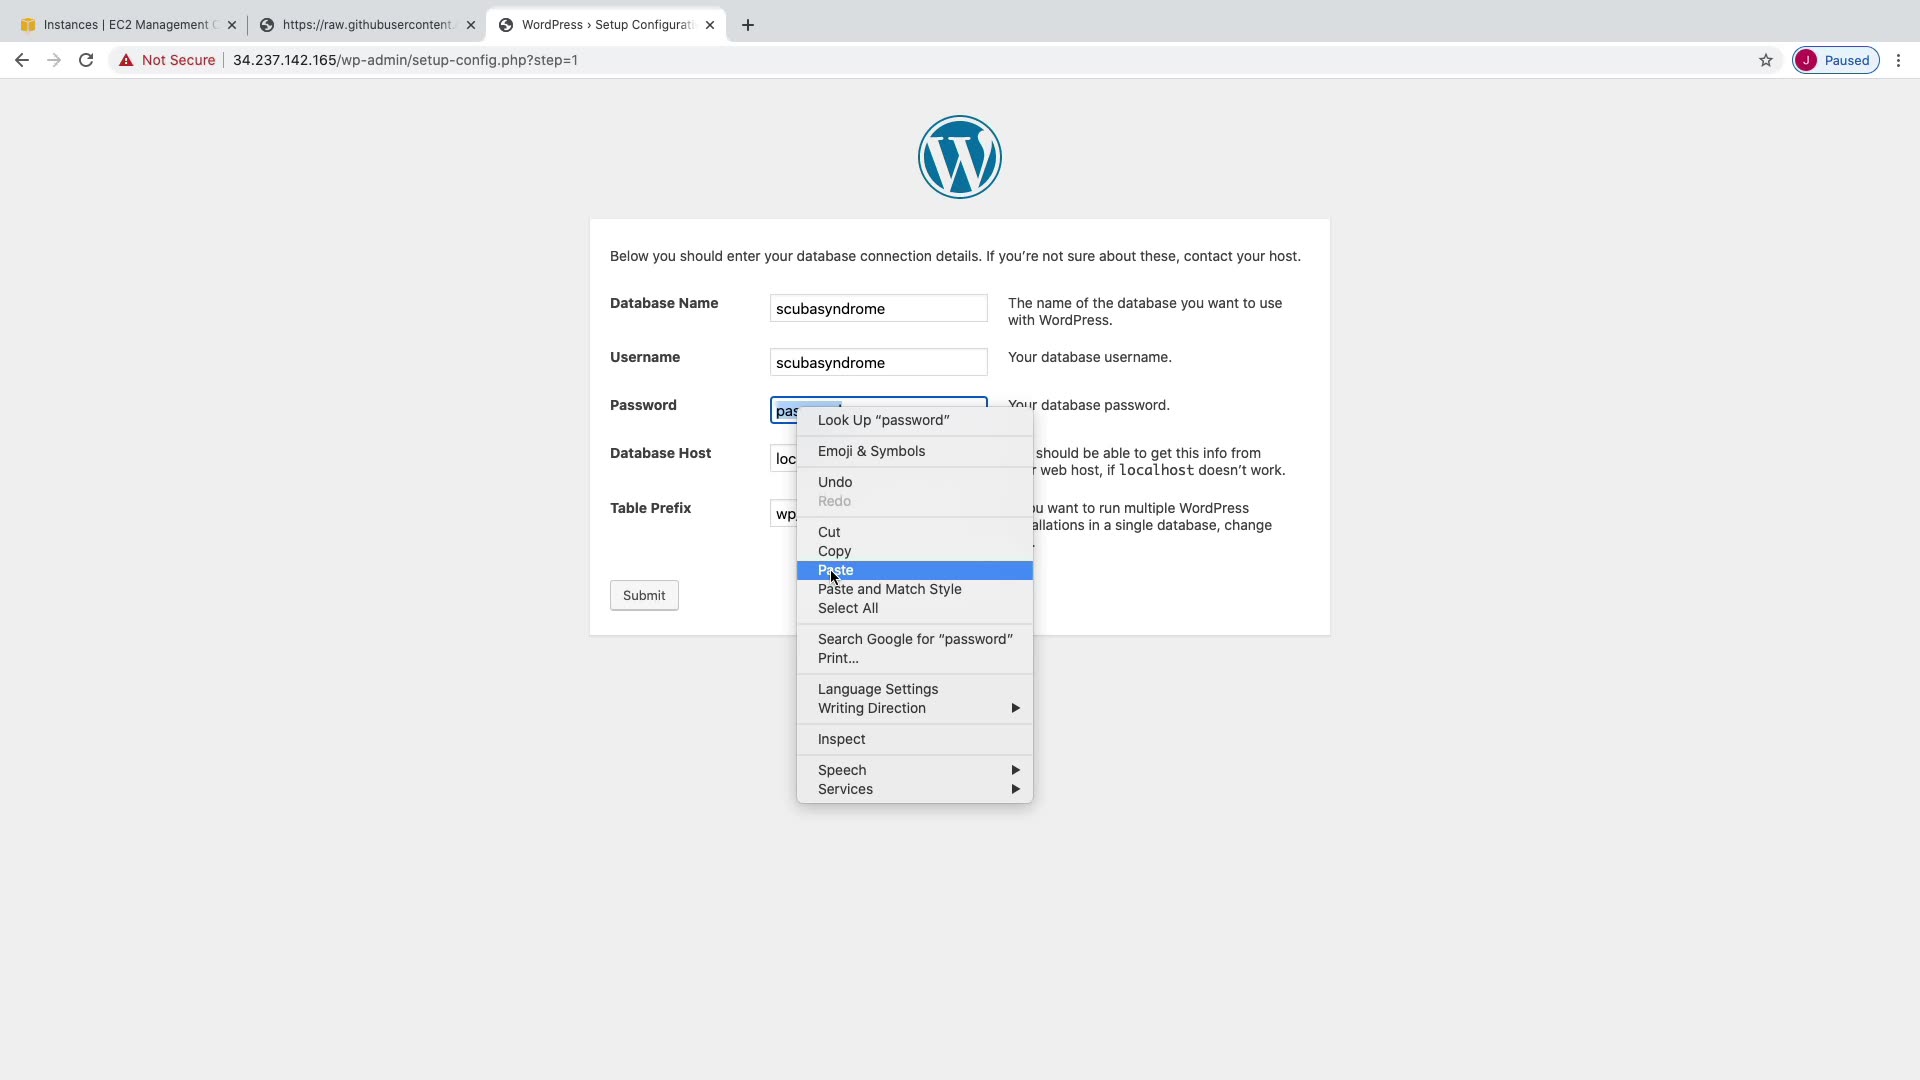 Instances | EC2 Management C
https://raw.githubusercontent.
WordPress › Setup Configurati
Not Secure
34.237.142.165/wp-admin/setup-config.php?step=1
J
Paused
Below you should enter your database connection details. If you’re not sure about these, contact your host.
Database Name
scubasyndrome
The name of the database you want to use
with WordPress.
Username
scubasyndrome
Your database username.
Password
pas
Your database password.
Database Host
loc
should be able to get this info from
web host, if localhost doesn’t work.
Table Prefix
wp_
want to run multiple WordPress
allations in a single database, change
Submit
Look Up “password”
Emoji & Symbols
Undo
Redo
Cut
Copy
Paste
Paste and Match Style
Select All
Search Google for “password”
Print...
Language Settings
Writing Direction
Inspect
Speech
Services